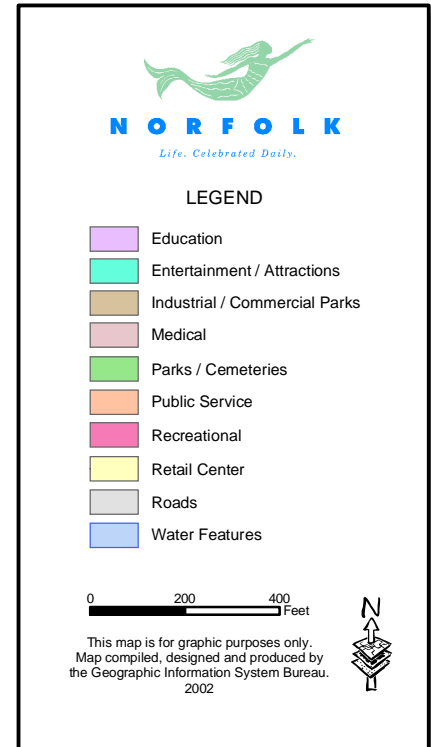 NORFOLK
Life. Celebrated Daily.
LEGEND
Education
Entertainment / Attractions
Industrial / Commercial Parks
Medical
Parks / Cemeteries
Public Service
Recreational
Retail Center
Roads
Water Features
0 200 400
Feet
N
This map is for graphic purposes only.
Map compiled, designed and produced by
the Geographic Information System Bureau.
2002